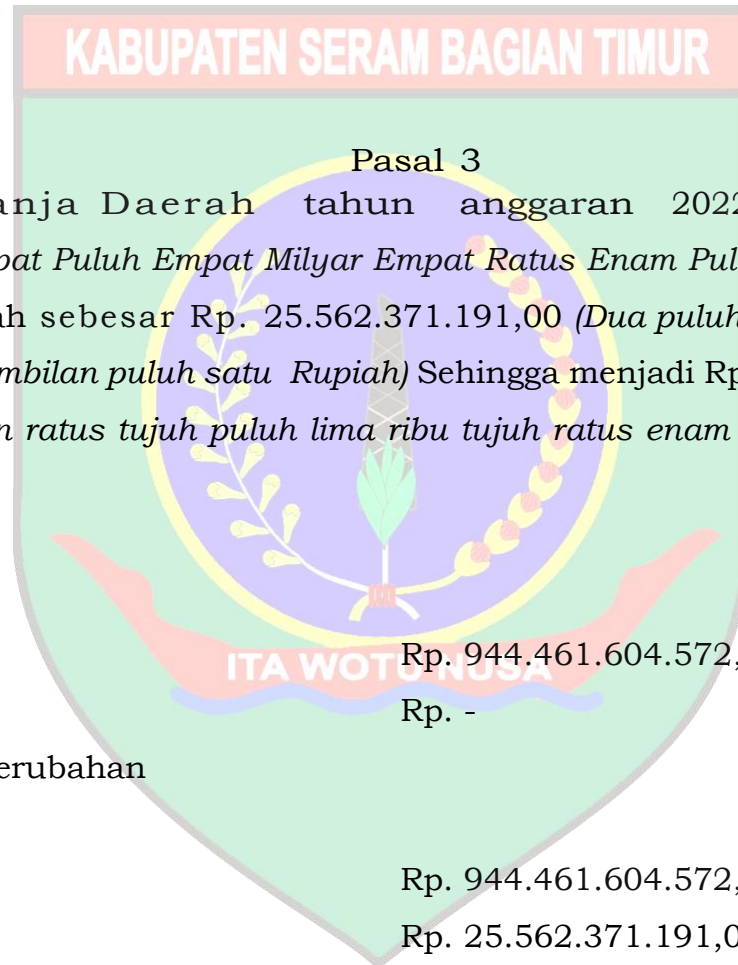 KABUPATEN SERAM BAGIAN TIMUR
Pasal 3
anja Daerah tahun anggaran 2022
pat Puluh Empat Milyar Empat Ratus Enam Pul
ah sebesar Rp. 25.562.371.191,00 (Dua puluh
mbilan puluh satu Rupiah) Sehingga menjadi Rp
n ratus tujuh puluh lima ribu tujuh ratus enam
Rp. 944.461.604.572,
ITA WOTU NUSA
Rp. -
erubahan
Rp. 944.461.604.572,
Rp. 25.562.371.191,0